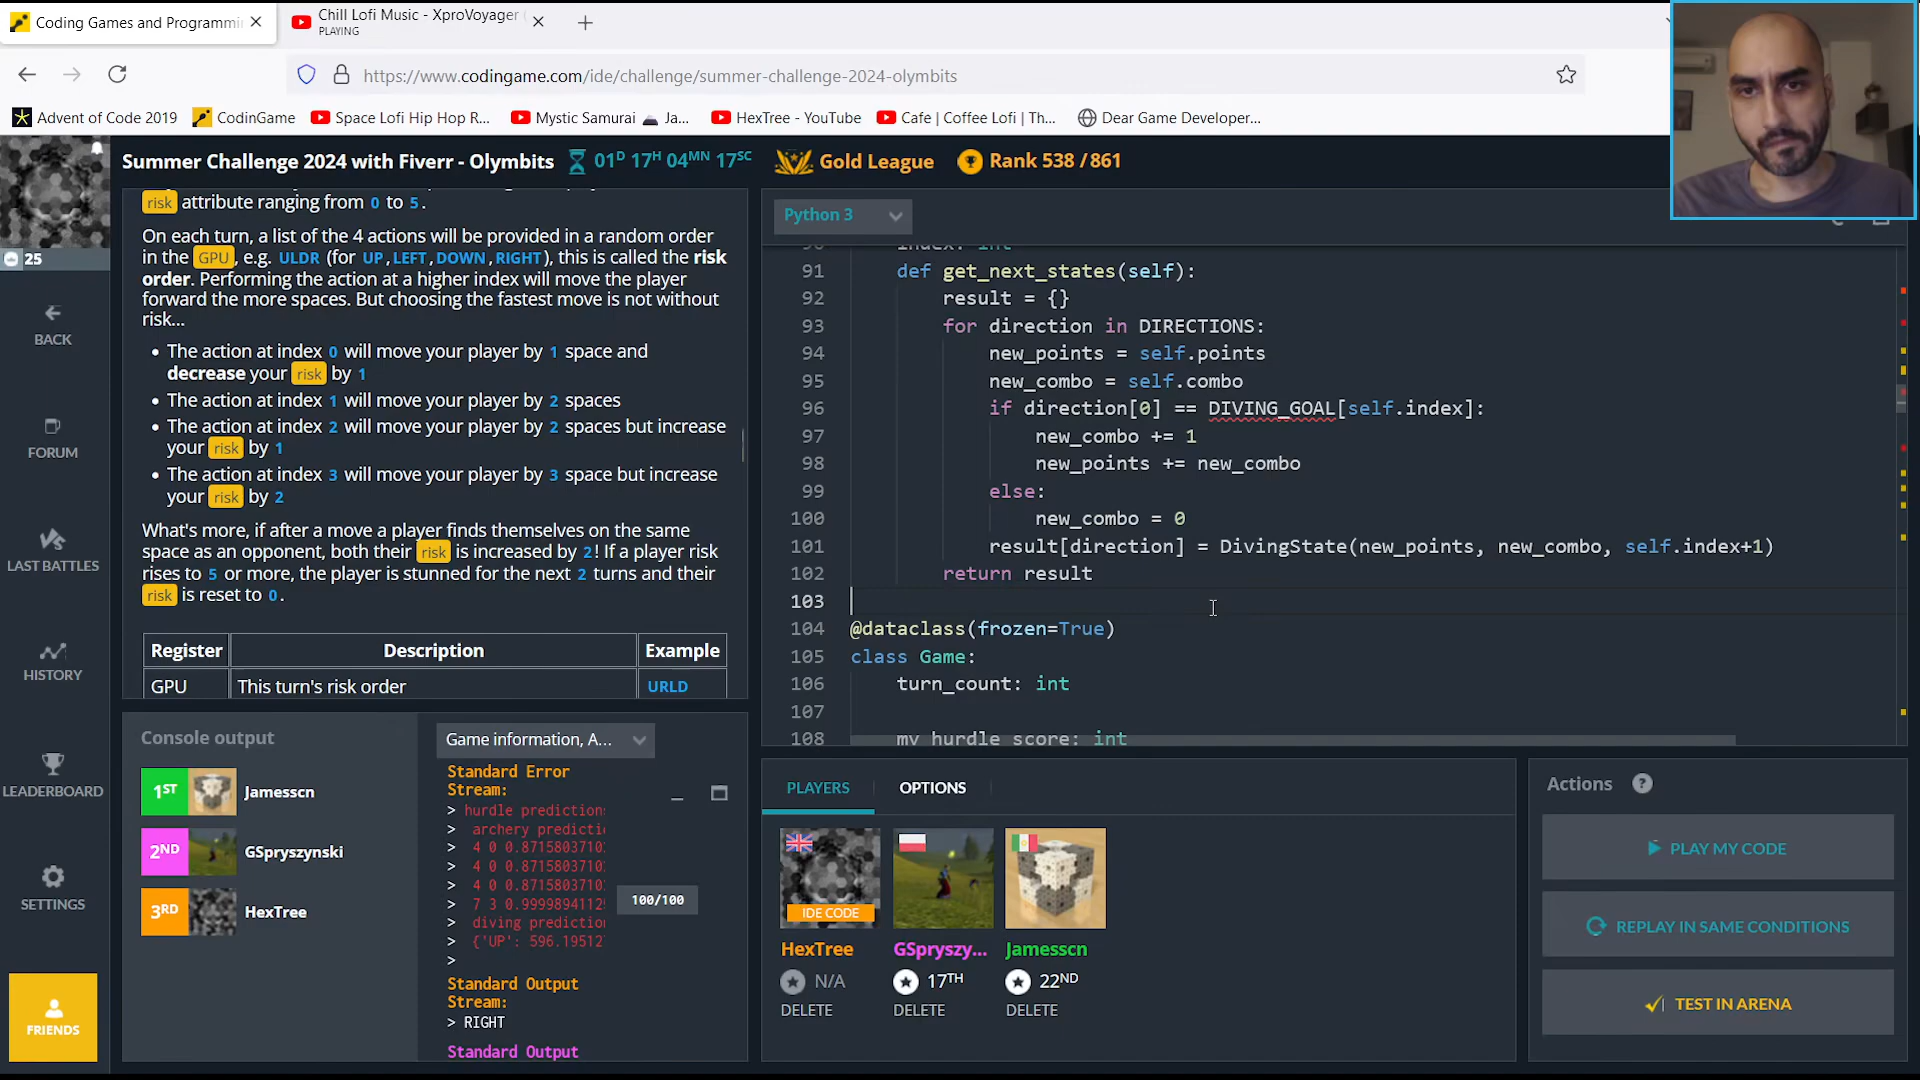 Coding Games and Programmi
Chill Lofi Music - XproVoyager
PLAYING
https://www.codingame.com/ide/challenge/summer-challenge-2024-olymbits
Advent of Code 2019
CodinGame
Space Lofi Hip Hop R...
Mystic Samurai
Ja...
HexTree - YouTube
Cafe | Coffee Lofi | Th...
Dear Game Developer...
Summer Challenge 2024 with Fiverr - Olymbits
01D 17H 04MN 17SC
Gold League
Rank 538 / 861
25
BACK
FORUM
LAST BATTLES
HISTORY
LEADERBOARD
SETTINGS
FRIENDS
risk attribute ranging from 0 to 5.
On each turn, a list of the 4 actions will be provided in a random order
in the GPU, e.g. ULDR (for UP, LEFT, DOWN, RIGHT), this is called the risk
order. Performing the action at a higher index will move the player
forward the more spaces. But choosing the fastest move is not without
risk...
• The action at index 0 will move your player by 1 space and
decrease your risk by 1
• The action at index 1 will move your player by 2 spaces
• The action at index 2 will move your player by 2 spaces but increase
your risk by 1
• The action at index 3 will move your player by 3 space but increase
your risk by 2
What's more, if after a move a player finds themselves on the same
space as an opponent, both their risk is increased by 2! If a player risk
rises to 5 or more, the player is stunned for the next 2 turns and their
risk is reset to 0.
Register Description Example
GPU This turn's risk order URLD
Python 3
index: int
91 def get_next_states(self):
92 result = {}
93 for direction in DIRECTIONS:
94 new_points = self.points
95 new_combo = self.combo
96 if direction[0] == DIVING_GOAL[self.index]:
97 new_combo += 1
98 new_points += new_combo
99 else:
100 new_combo = 0
101 result[direction] = DivingState(new_points, new_combo, self.index+1)
102 return result
103
104 @dataclass(frozen=True)
105 class Game:
106 turn_count: int
107
108 my_hurdle_score: int
Console output
1ST Jamesscn
2ND GSpryszynski
3RD HexTree
Game information, A...
Standard Error
Stream:
> hurdle predictions
> archery predicti
> 4 0 0.8715803710
> 4 0 0.8715803710
> 4 0 0.8715803710
> 7 3 0.9999894112
> diving prediction
> {'UP': 596.19512
>
Standard Output
Stream:
> RIGHT
Standard Output
100/100
PLAYERS
OPTIONS
IDE CODE
HexTree
N/A
DELETE
GSpryszy...
17TH
DELETE
Jamesscn
22ND
DELETE
Actions ?
PLAY MY CODE
REPLAY IN SAME CONDITIONS
TEST IN ARENA